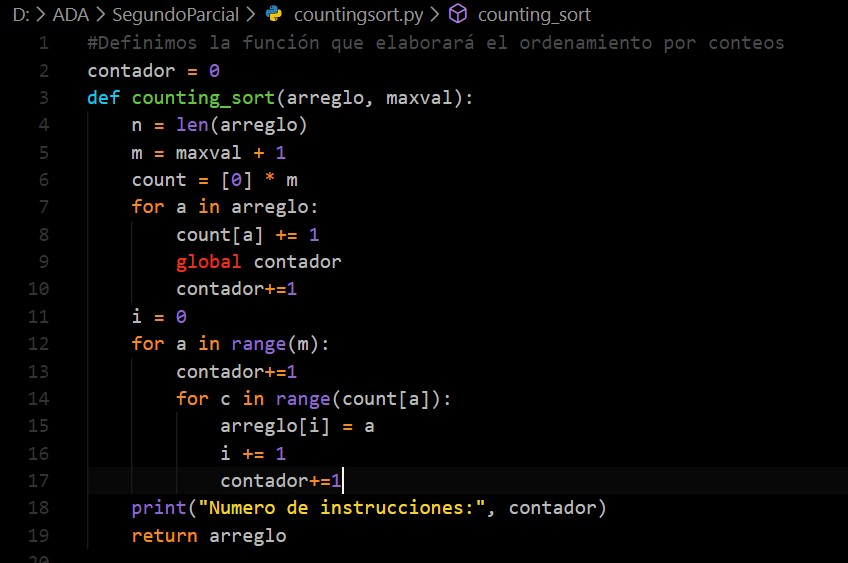 D: > ADA > SegundoParcial > countingsort.py > counting_sort
1 #Definimos la función que elaborará el ordenamiento por conteos
2 contador = 0
3 def counting_sort(arreglo, maxval):
4 n = len(arreglo)
5 m = maxval + 1
6 count = [0] * m
7 for a in arreglo:
8 count[a] += 1
9 global contador
10 contador+=1
11 i = 0
12 for a in range(m):
13 contador+=1
14 for c in range(count[a]):
15 arreglo[i] = a
16 i += 1
17 contador+=1
18 print("Numero de instrucciones:", contador)
19 return arreglo
20